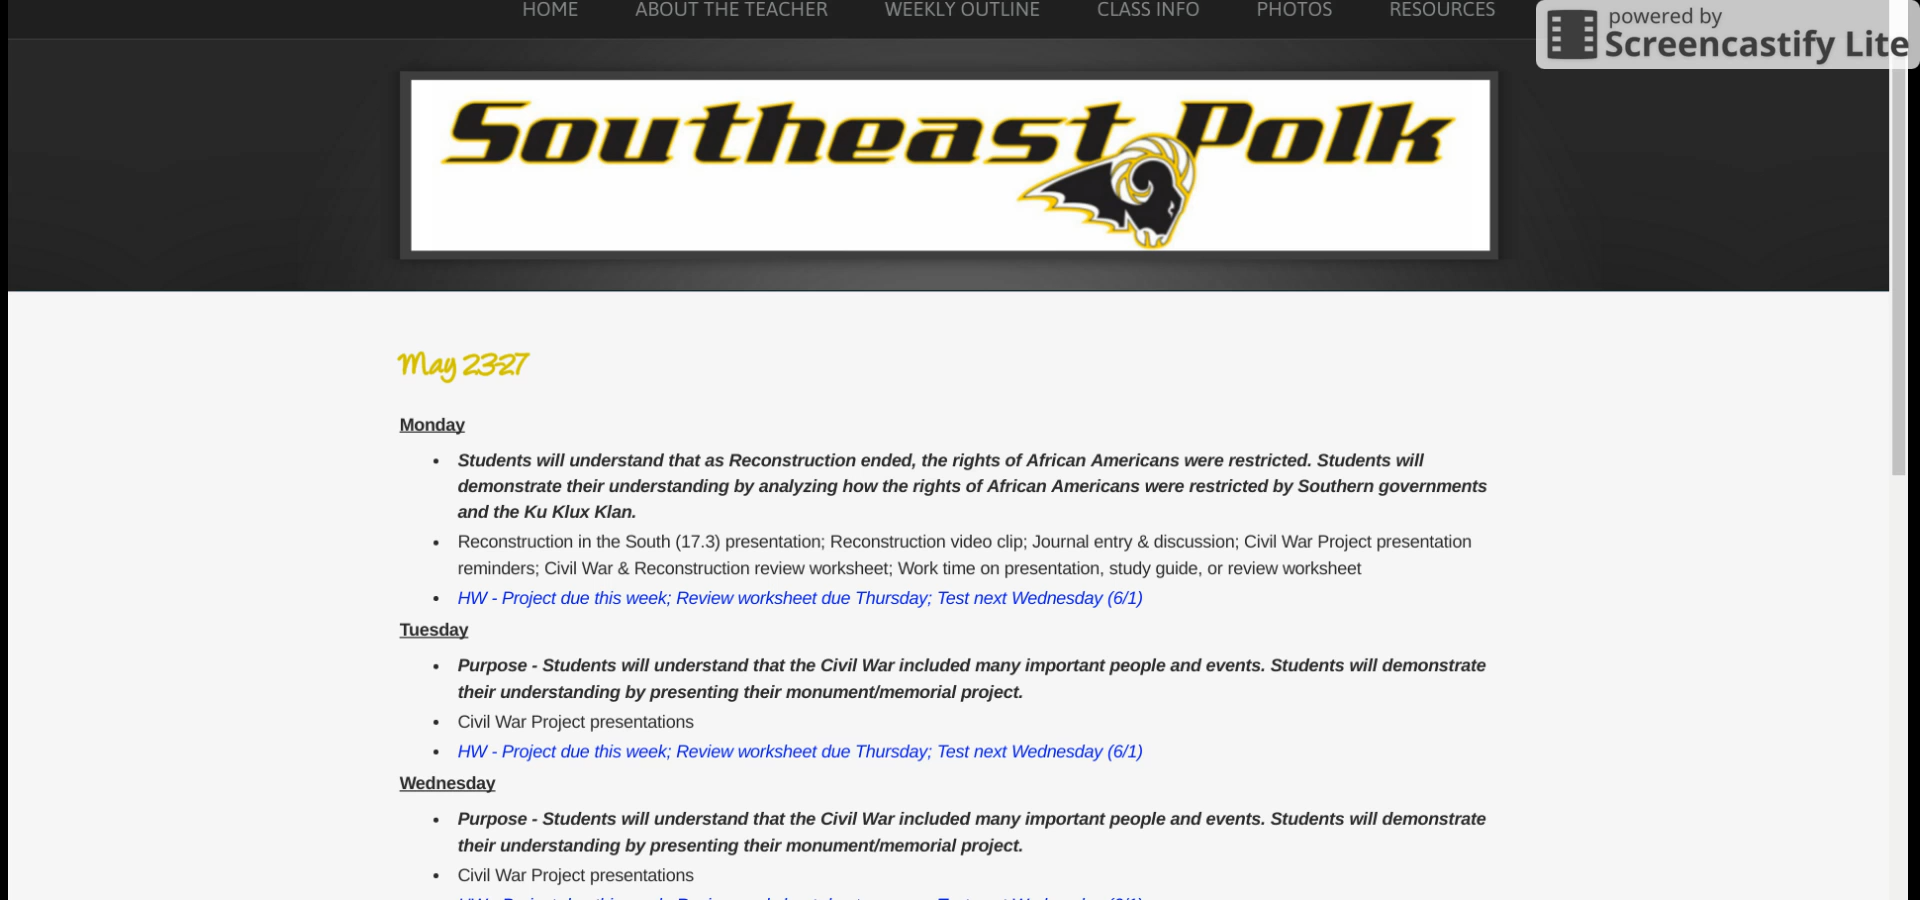 HOME ABOUT THE TEACHER WEEKLY OUTLINE CLASS INFO PHOTOS RESOURCES
powered by
Screencastify Lite
Southeast Polk
May 23-27
Monday
• Students will understand that as Reconstruction ended, the rights of African Americans were restricted. Students will
demonstrate their understanding by analyzing how the rights of African Americans were restricted by Southern governments
and the Ku Klux Klan.
• Reconstruction in the South (17.3) presentation; Reconstruction video clip; Journal entry & discussion; Civil War Project presentation
reminders; Civil War & Reconstruction review worksheet; Work time on presentation, study guide, or review worksheet
• HW - Project due this week; Review worksheet due Thursday; Test next Wednesday (6/1)
Tuesday
• Purpose - Students will understand that the Civil War included many important people and events. Students will demonstrate
their understanding by presenting their monument/memorial project.
• Civil War Project presentations
• HW - Project due this week; Review worksheet due Thursday; Test next Wednesday (6/1)
Wednesday
• Purpose - Students will understand that the Civil War included many important people and events. Students will demonstrate
their understanding by presenting their monument/memorial project.
• Civil War Project presentations